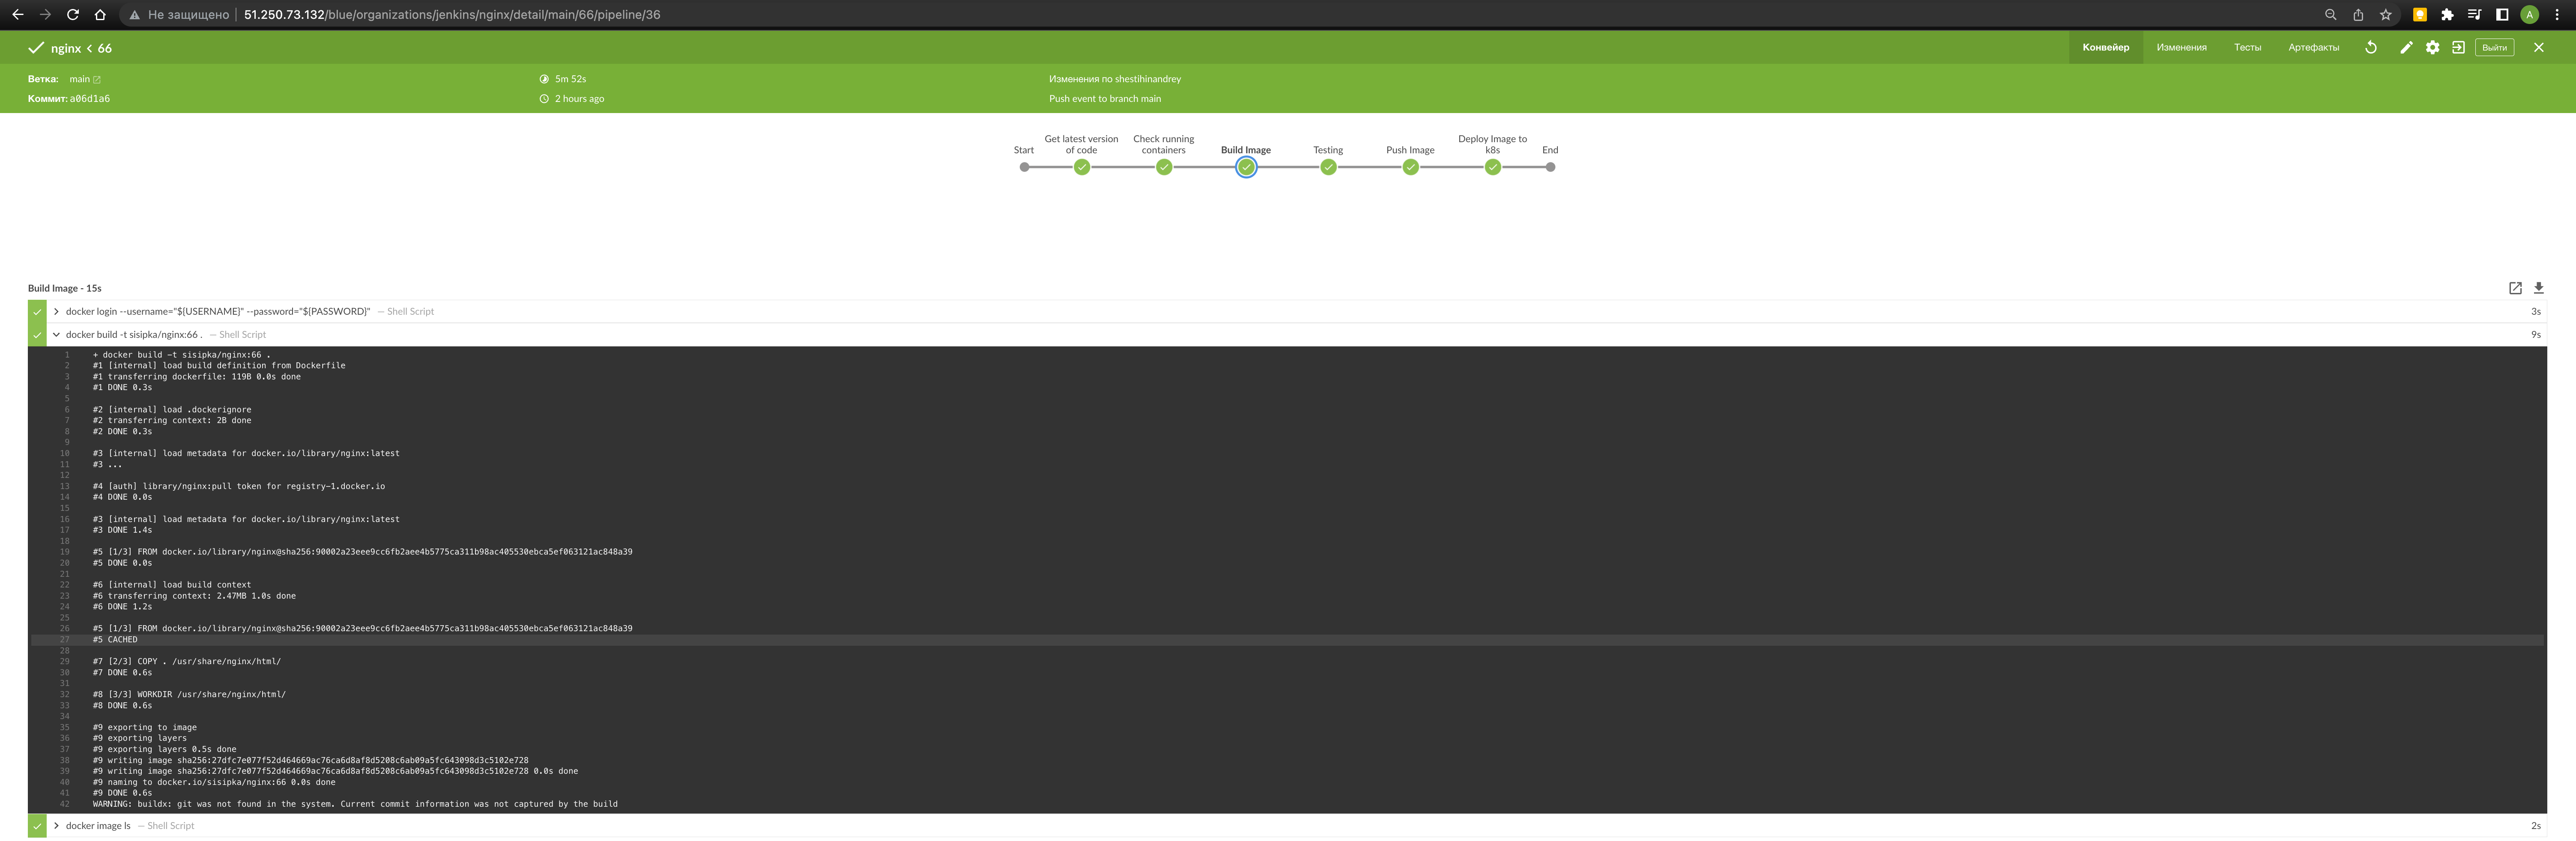 Не защищено | 51.250.73.132/blue/organizations/jenkins/nginx/detail/main/66/pipeline/36
A
nginx < 66
Конвейер Изменения Тесты Артефакты Выйти
Ветка: main 5m 52s Изменения по shestihinandrey
Коммит: a06d1a6 2 hours ago Push event to branch main
Start Get latest version of code Check running containers Build Image Testing Push Image Deploy Image to k8s End
Build Image - 15s
docker login --username="${USERNAME}" --password="${PASSWORD}" — Shell Script 3s
docker build -t sisipka/nginx:66 . — Shell Script 9s
1 + docker build -t sisipka/nginx:66 .
2 #1 [internal] load build definition from Dockerfile
3 #1 transferring dockerfile: 119B 0.0s done
4 #1 DONE 0.3s
5
6 #2 [internal] load .dockerignore
7 #2 transferring context: 2B done
8 #2 DONE 0.3s
9
10 #3 [internal] load metadata for docker.io/library/nginx:latest
11 #3 ...
12
13 #4 [auth] library/nginx:pull token for registry-1.docker.io
14 #4 DONE 0.0s
15
16 #3 [internal] load metadata for docker.io/library/nginx:latest
17 #3 DONE 1.4s
18
19 #5 [1/3] FROM docker.io/library/nginx@sha256:90002a23eee9cc6fb2aee4b5775ca311b98ac405530ebca5ef063121ac848a39
20 #5 DONE 0.0s
21
22 #6 [internal] load build context
23 #6 transferring context: 2.47MB 1.0s done
24 #6 DONE 1.2s
25
26 #5 [1/3] FROM docker.io/library/nginx@sha256:90002a23eee9cc6fb2aee4b5775ca311b98ac405530ebca5ef063121ac848a39
27 #5 CACHED
28
29 #7 [2/3] COPY . /usr/share/nginx/html/
30 #7 DONE 0.6s
31
32 #8 [3/3] WORKDIR /usr/share/nginx/html/
33 #8 DONE 0.6s
34
35 #9 exporting to image
36 #9 exporting layers
37 #9 exporting layers 0.5s done
38 #9 writing image sha256:27dfc7e077f52d464669ac76ca6d8af8d5208c6ab09a5fc643098d3c5102e728
39 #9 writing image sha256:27dfc7e077f52d464669ac76ca6d8af8d5208c6ab09a5fc643098d3c5102e728 0.0s done
40 #9 naming to docker.io/sisipka/nginx:66 0.0s done
41 #9 DONE 0.6s
42 WARNING: buildx: git was not found in the system. Current commit information was not captured by the build
docker image ls — Shell Script 2s